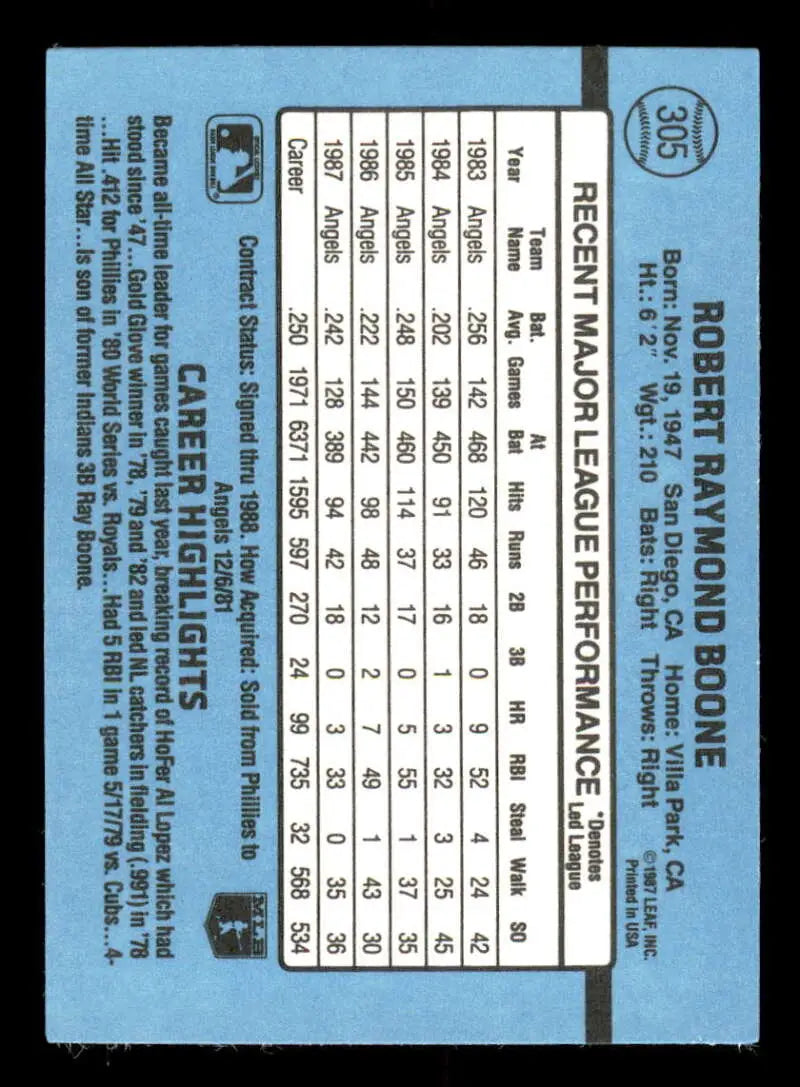 305
ROBERT RAYMOND BOONE
Born: Nov. 19, 1947 San Diego, CA Home: Villa Park, CA
Ht.: 6'2" Wgt.: 210 Bats: Right Throws: Right
©1987 LEAF, INC.
Printed in USA
RECENT MAJOR LEAGUE PERFORMANCE *Denotes
Led League
Year Team Name Bat. Avg. Games At Bat Hits Runs 2B 3B HR RBI Steal Walk SO
1983 Angels .256 142 468 120 46 18 0 9 52 4 24 42
1984 Angels .202 139 450 91 33 16 1 3 32 3 25 45
1985 Angels .248 150 460 114 37 17 0 5 55 1 37 35
1986 Angels .222 144 442 98 48 12 2 7 49 1 43 30
1987 Angels .242 128 389 94 42 18 0 3 33 0 35 36
Career .250 1971 6371 1595 597 270 24 99 735 32 568 534
Contract Status: Signed thru 1988. How Acquired: Sold from Phillies to
Angels 12/6/81
MLB
CAREER HIGHLIGHTS
Became all-time leader for games caught last year, breaking record of HoFer Al Lopez which had
stood since '47...Gold Glove winner in '78, '79 and '82 and led NL catchers in fielding (.991) in '78
...Hit .412 for Phillies in '80 World Series vs. Royals...Had 5 RBI in 1 game 5/1779 vs. Cubs...4-
time All Star...Is son of former Indians 3B Ray Boone.